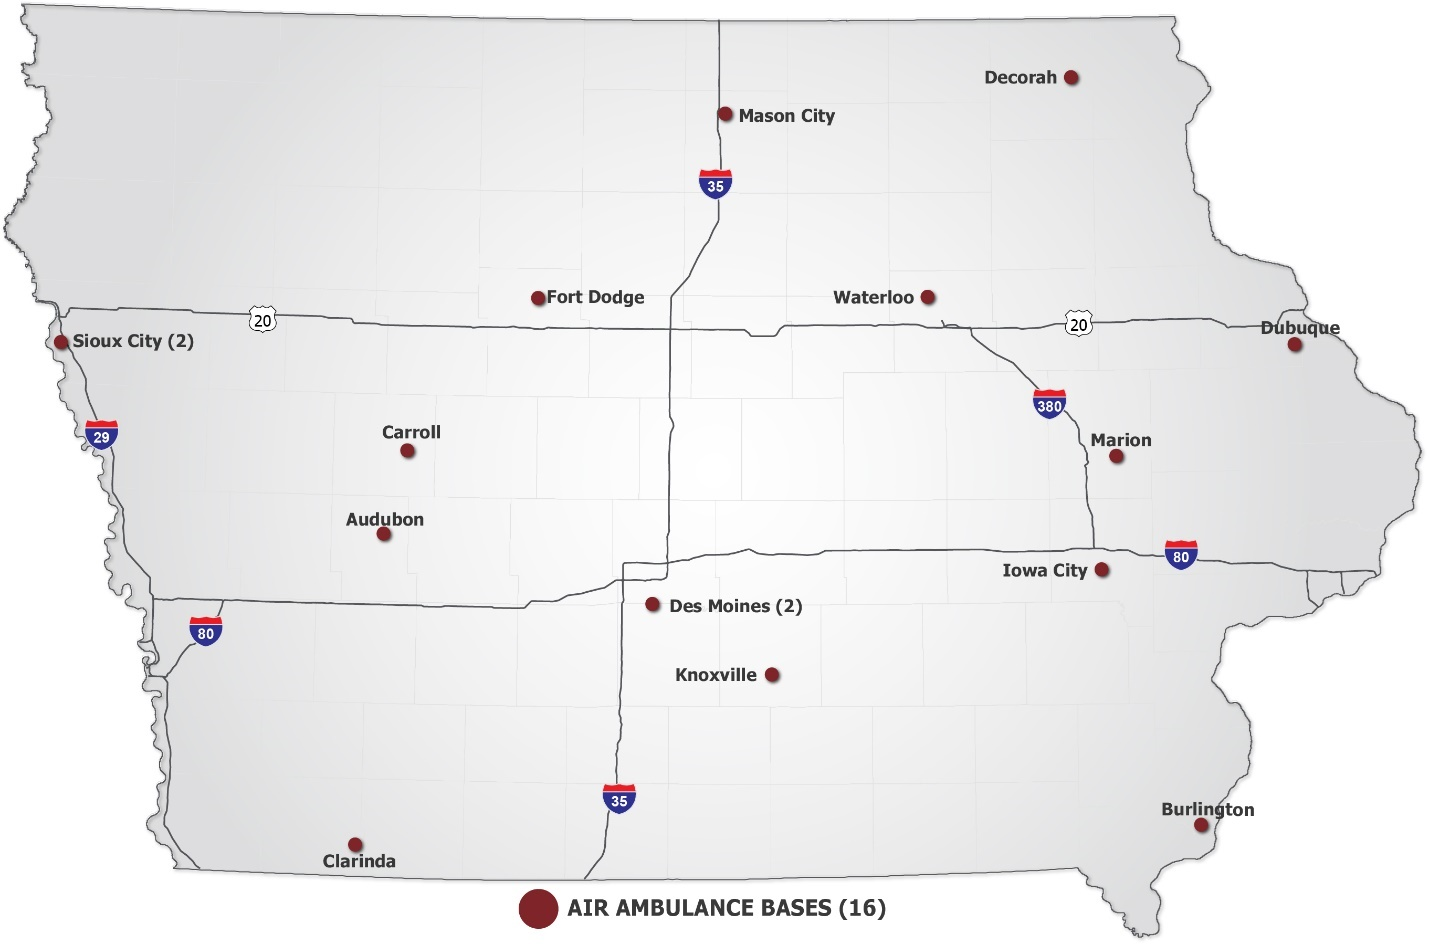 Decorah
Mason City
35
Fort Dodge
Waterloo
20
20
Dubuque
Sioux City (2)
380
29
Carroll
Marion
Audubon
80
Iowa City
Des Moines (2)
80
Knoxville
35
Burlington
Clarinda
AIR AMBULANCE BASES (16)